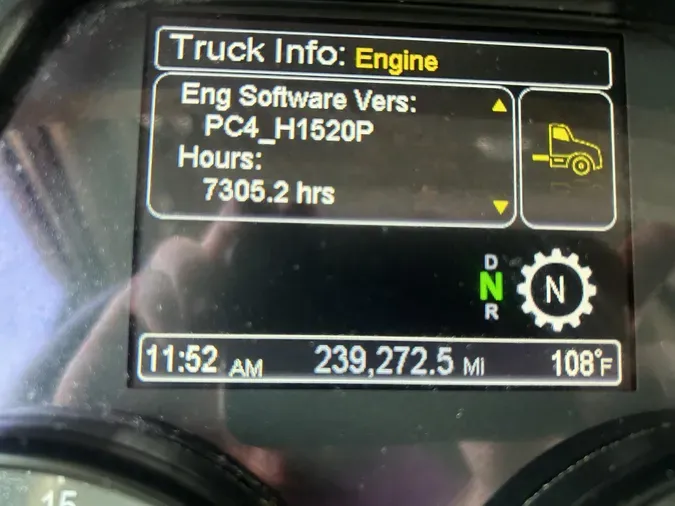 Truck Info: Engine
Eng Software Vers:
PC4_H1520P
Hours:
7305.2 hrs
D
N
R
N
11:52 AM 239,272.5 Mi 108°F
15